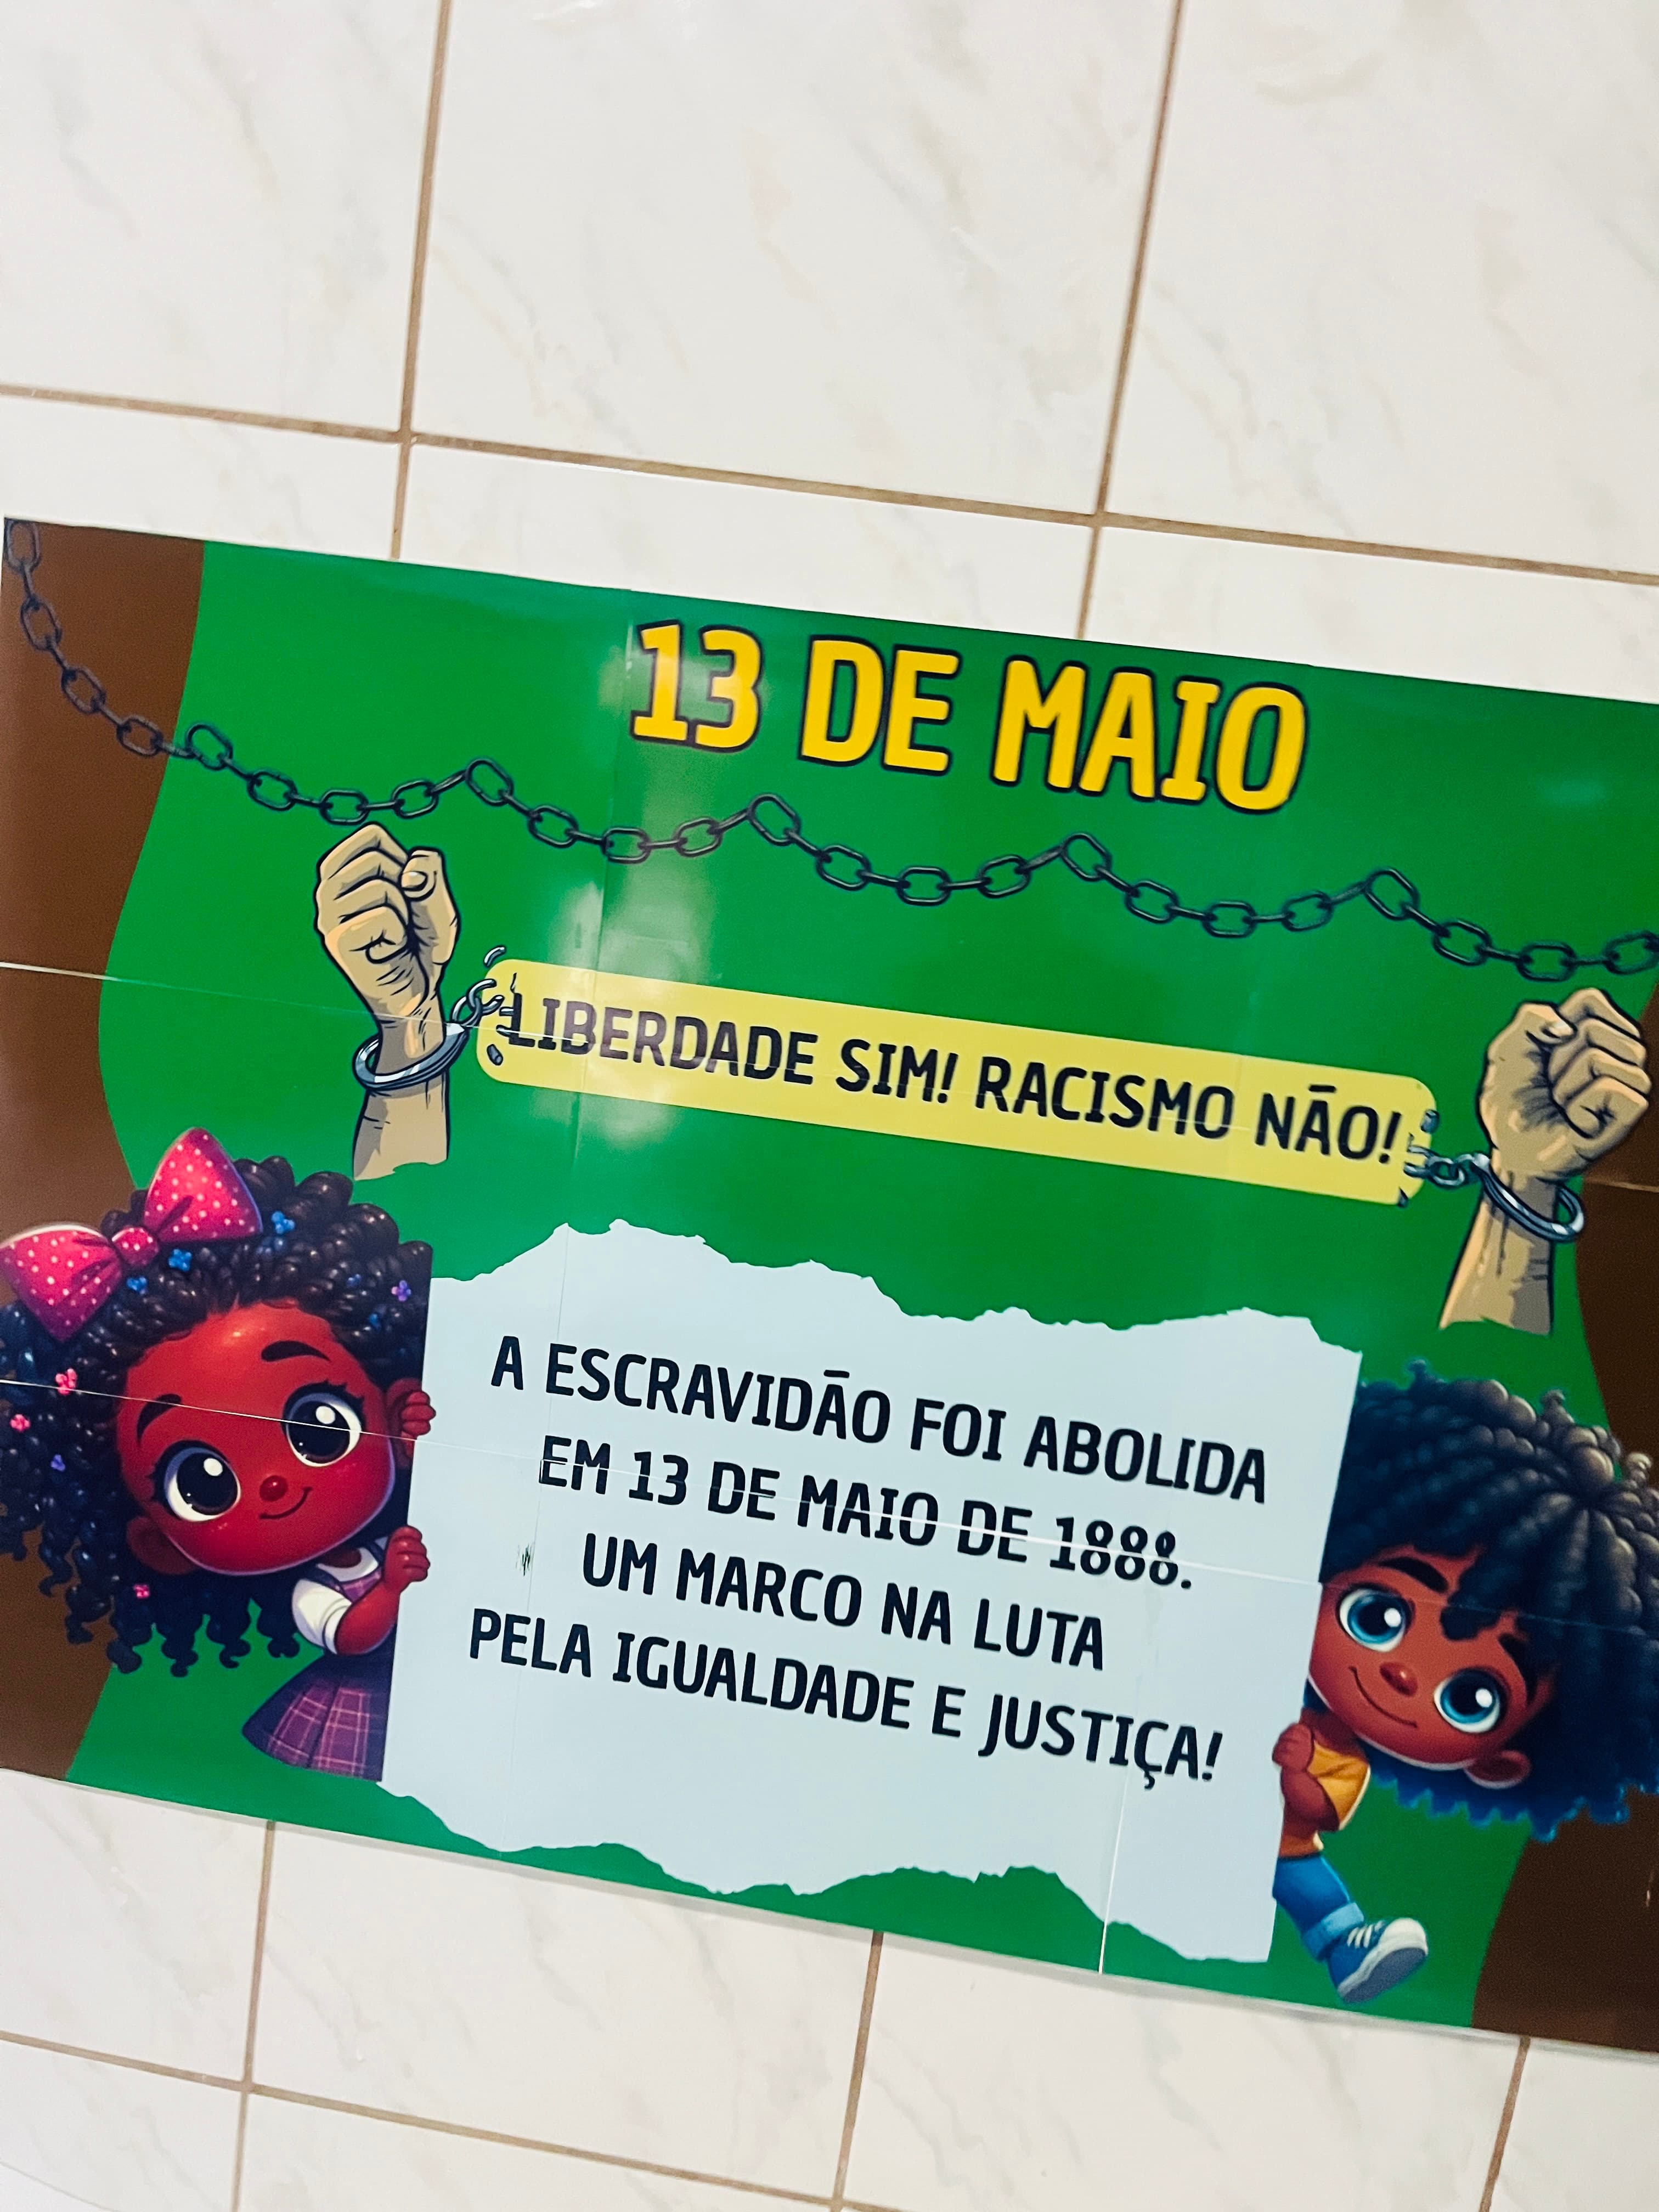 13 DE MAIO
LIBERDADE SIM! RACISMO NÃO!
A ESCRAVIDÃO FOI ABOLIDA
EM 13 DE MAIO DE 1888.
UM MARCO NA LUTA
PELA IGUALDADE E JUSTIÇA!